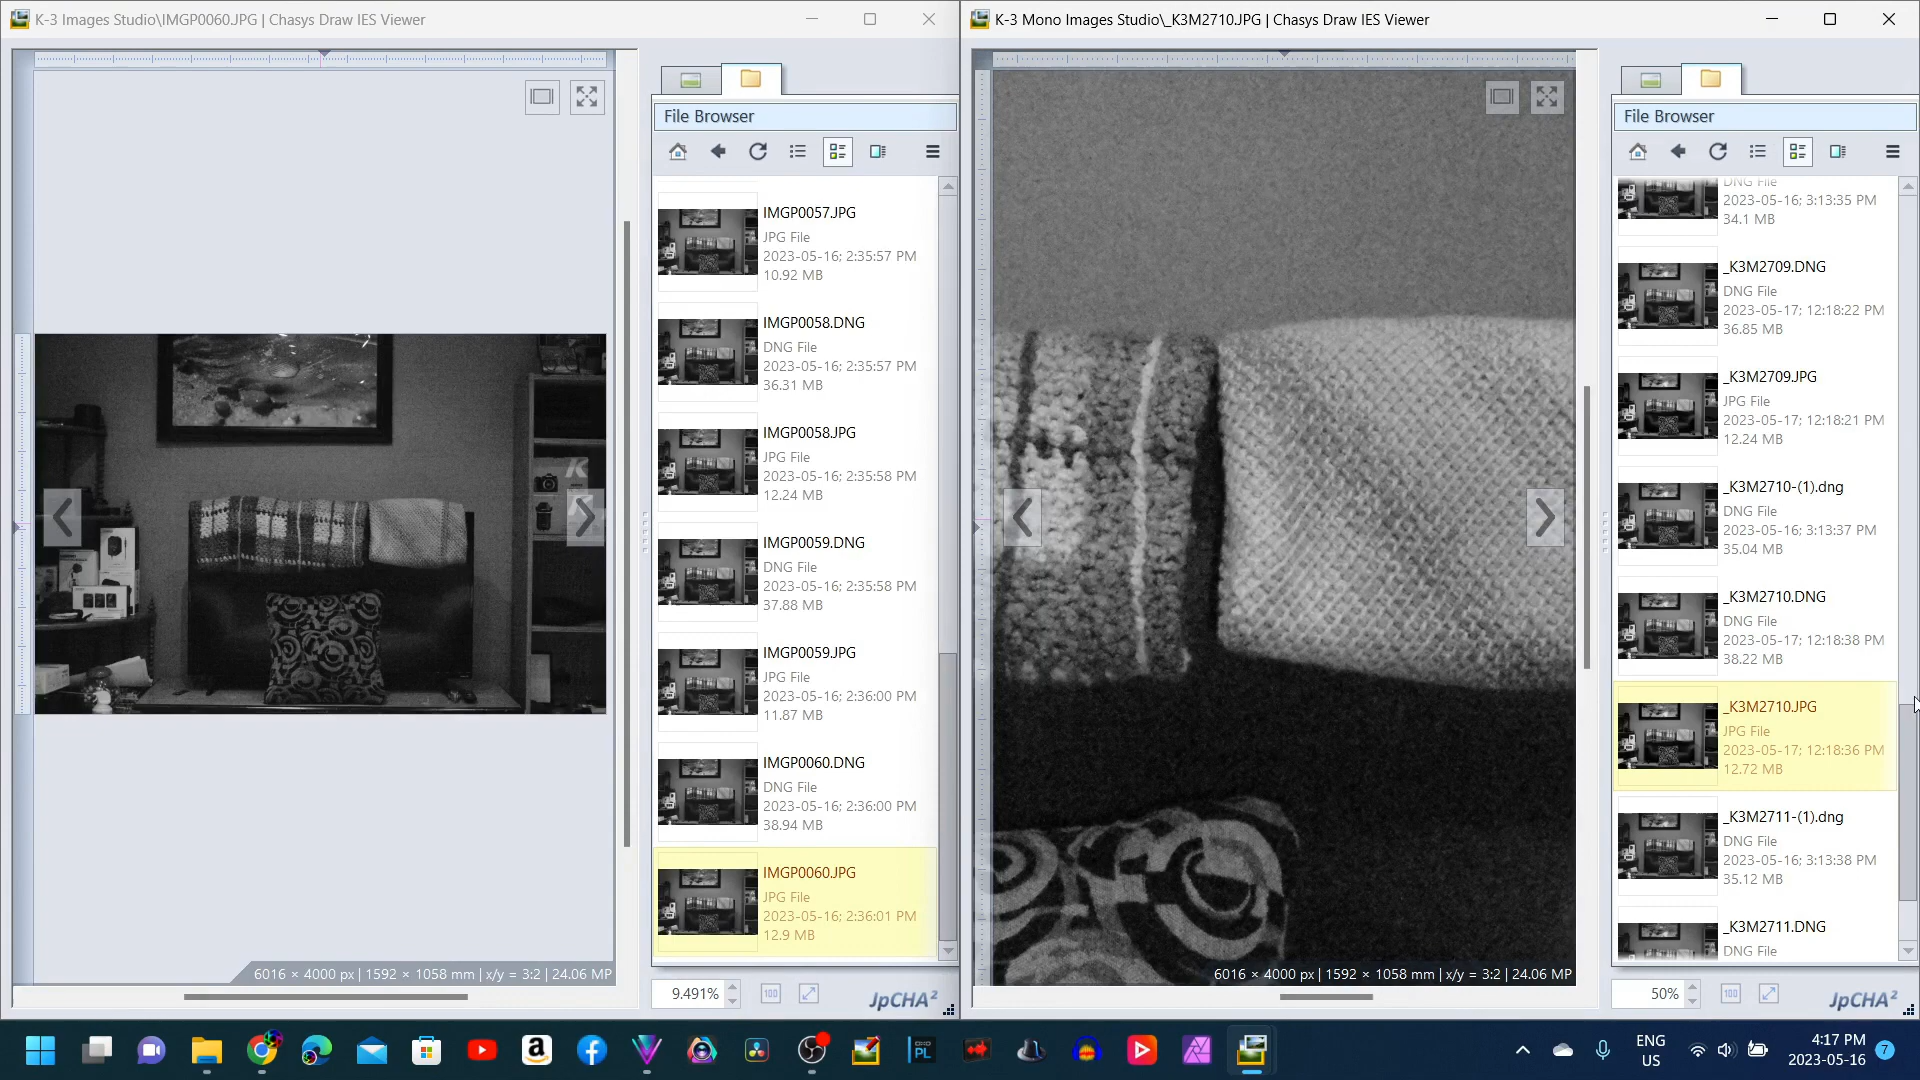 K-3 Images Studio\IMGP0060.JPG | Chasys Draw IES Viewer
File Browser
IMGP0057.JPG
JPG File
2023-05-16; 2:35:57 PM
10.92 MB
IMGP0058.DNG
DNG File
2023-05-16; 2:35:57 PM
36.31 MB
IMGP0058.JPG
JPG File
2023-05-16; 2:35:58 PM
12.24 MB
IMGP0059.DNG
DNG File
2023-05-16; 2:35:58 PM
37.88 MB
IMGP0059.JPG
JPG File
2023-05-16; 2:36:00 PM
11.87 MB
IMGP0060.DNG
DNG File
2023-05-16; 2:36:00 PM
38.94 MB
IMGP0060.JPG
JPG File
2023-05-16; 2:36:01 PM
12.9 MB
6016 × 4000 px | 1592 × 1058 mm | x/y = 3:2 | 24.06 MP
9.491%
100
JpCHA²
K-3 Mono Images Studio\_K3M2710.JPG | Chasys Draw IES Viewer
File Browser
DNG File
2023-05-16; 3:13:35 PM
34.1 MB
_K3M2709.DNG
DNG File
2023-05-17; 12:18:22 PM
36.85 MB
_K3M2709.JPG
JPG File
2023-05-17; 12:18:21 PM
12.24 MB
_K3M2710-(1).dng
DNG File
2023-05-16; 3:13:37 PM
35.04 MB
_K3M2710.DNG
DNG File
2023-05-17; 12:18:38 PM
38.22 MB
_K3M2710.JPG
JPG File
2023-05-17; 12:18:36 PM
12.72 MB
_K3M2711-(1).dng
DNG File
2023-05-16; 3:13:38 PM
35.12 MB
_K3M2711.DNG
DNG File
6016 × 4000 px | 1592 × 1058 mm | x/y = 3:2 | 24.06 MP
50%
100
JpCHA²
a
PL
ENG
US
4:17 PM
2023-05-16
7